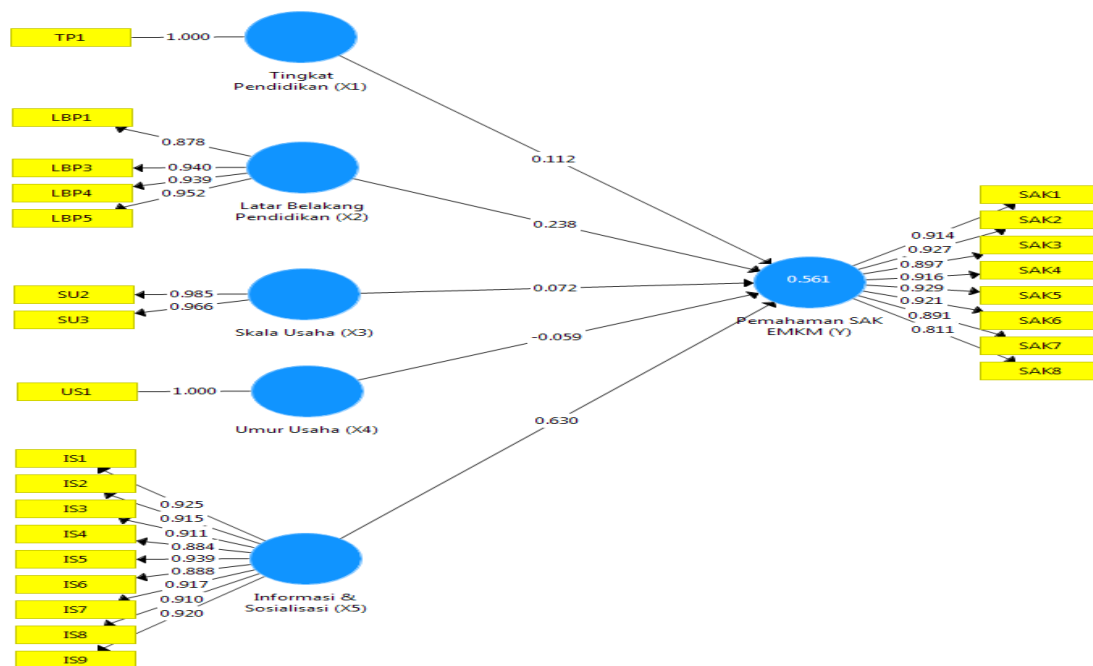 TP1
1.000
Tingkat
Pendidikan (X1)
LBP1
LBP3
LBP4
LBP5
0.878
0.940
0.939
0.952
Latar Belakang
Pendidikan (X2)
SU2
SU3
0.985
0.966
Skala Usaha (X3)
US1
1.000
Umur Usaha (X4)
IS1
IS2
IS3
IS4
IS5
IS6
IS7
IS8
IS9
0.925
0.915
0.911
0.884
0.939
0.888
0.917
0.910
0.920
Informasi &
Sosialisasi (X5)
0.112
0.238
0.072
-0.059
0.630
0.561
Pemahaman SAK
EMKM (Y)
0.914
0.927
0.897
0.916
0.929
0.921
0.891
0.811
SAK1
SAK2
SAK3
SAK4
SAK5
SAK6
SAK7
SAK8